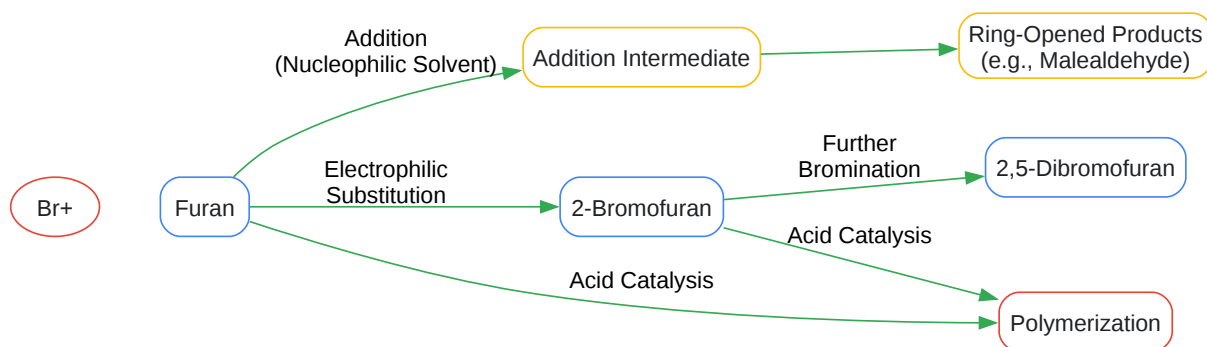 Addition
(Nucleophilic Solvent)
Addition Intermediate
Ring-Opened Products
(e.g., Malealdehyde)
Br+
Furan
Electrophilic
Substitution
2-Bromofuran
Further
Bromination
2,5-Dibromofuran
Acid Catalysis
Acid Catalysis
Polymerization